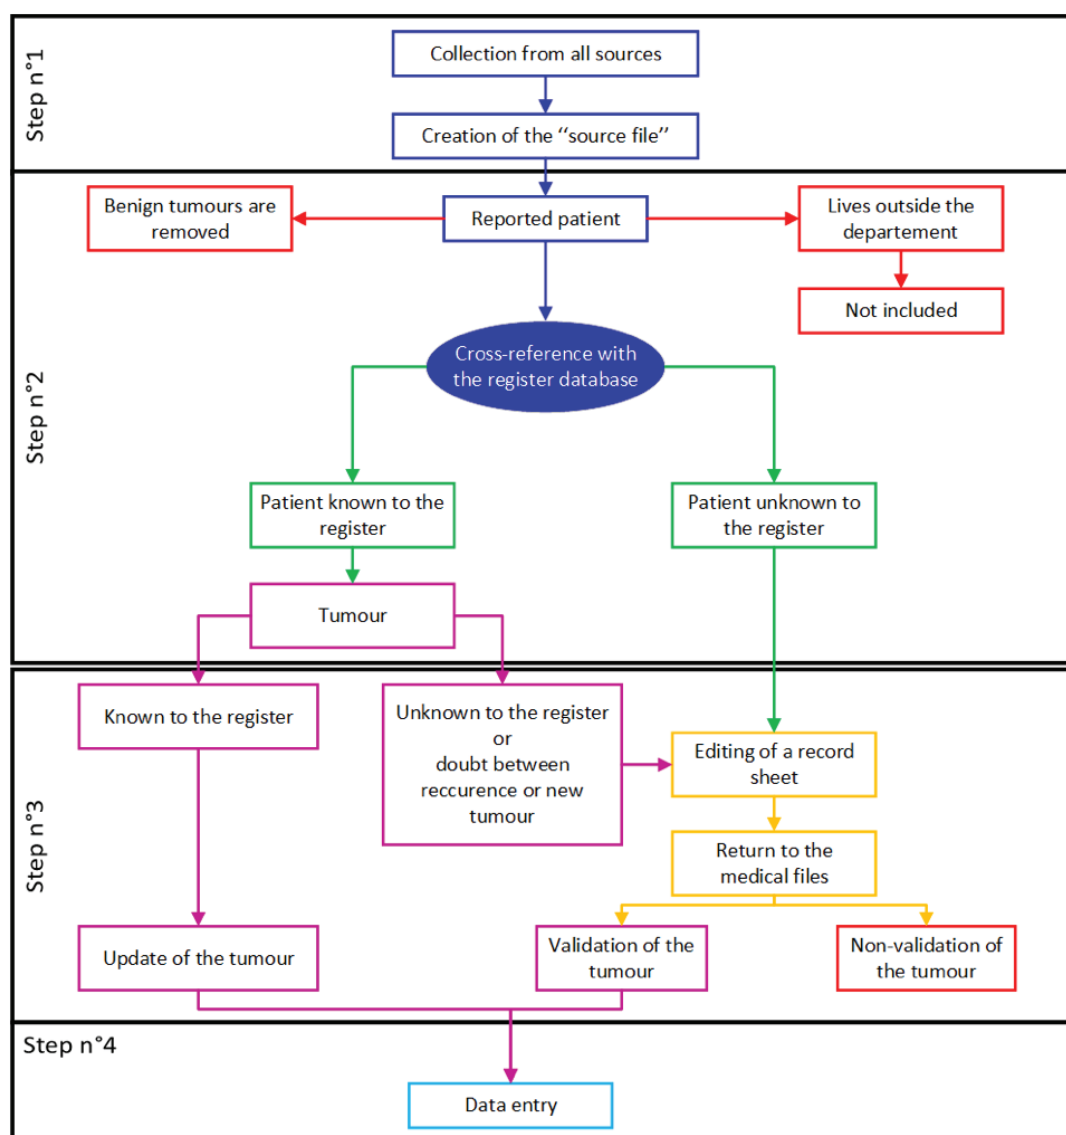 Step n°1
Collection from all sources
Creation of the “source file”
Step n°2
Benign tumours are
removed
Reported patient
Lives outside the
departement
Not included
Cross-reference with
the register database
Patient known to the
register
Patient unknown to
the register
Tumour
Step n°3
Known to the register
Unknown to the register
or
doubt between
reccurence or new
tumour
Editing of a record
sheet
Return to the
medical files
Update of the tumour
Validation of the
tumour
Non-validation of
the tumour
Step n°4
Data entry